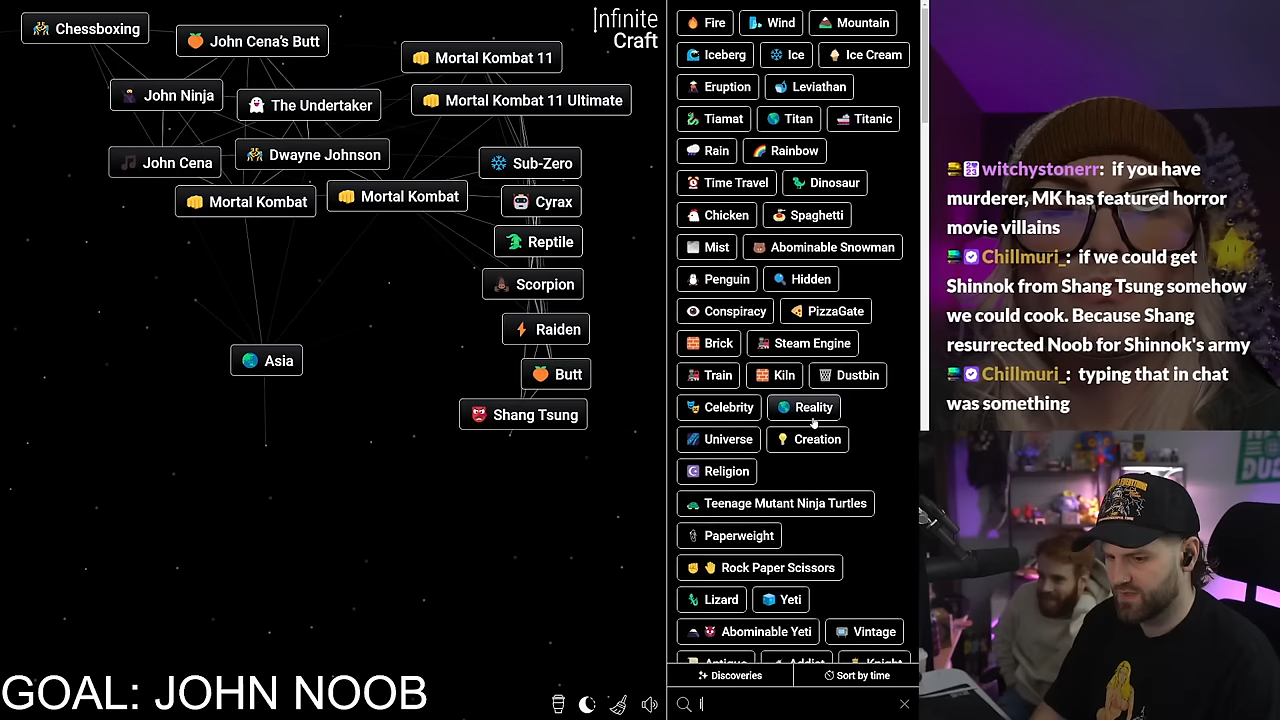 Chessboxing
John Cena's Butt
Infinite
Craft
Mortal Kombat 11
John Ninja
The Undertaker
Mortal Kombat 11 Ultimate
John Cena
Dwayne Johnson
Sub-Zero
Mortal Kombat
Mortal Kombat
Cyrax
Reptile
Scorpion
Raiden
Asia
Butt
Shang Tsung
GOAL: JOHN NOOB
Fire Wind Mountain
Iceberg Ice Ice Cream
Eruption Leviathan
Tiamat Titan Titanic
Rain Rainbow
Time Travel Dinosaur
Chicken Spaghetti
Mist Abominable Snowman
Penguin Hidden
Conspiracy PizzaGate
Brick Steam Engine
Train Kiln Dustbin
Celebrity Reality
Universe Creation
Religion
Teenage Mutant Ninja Turtles
Paperweight
Rock Paper Scissors
Lizard Yeti
Abominable Yeti Vintage
Antique Addict Knight
Discoveries Sort by time
l
witchystonerr: if you have
murderer, MK has featured horror
movie villains
Chillmuri_: if we could get
Shinnok from Shang Tsung somehow
we could cook. Because Shang
resurrected Noob for Shinnok's army
Chillmuri_: typing that in chat
was something